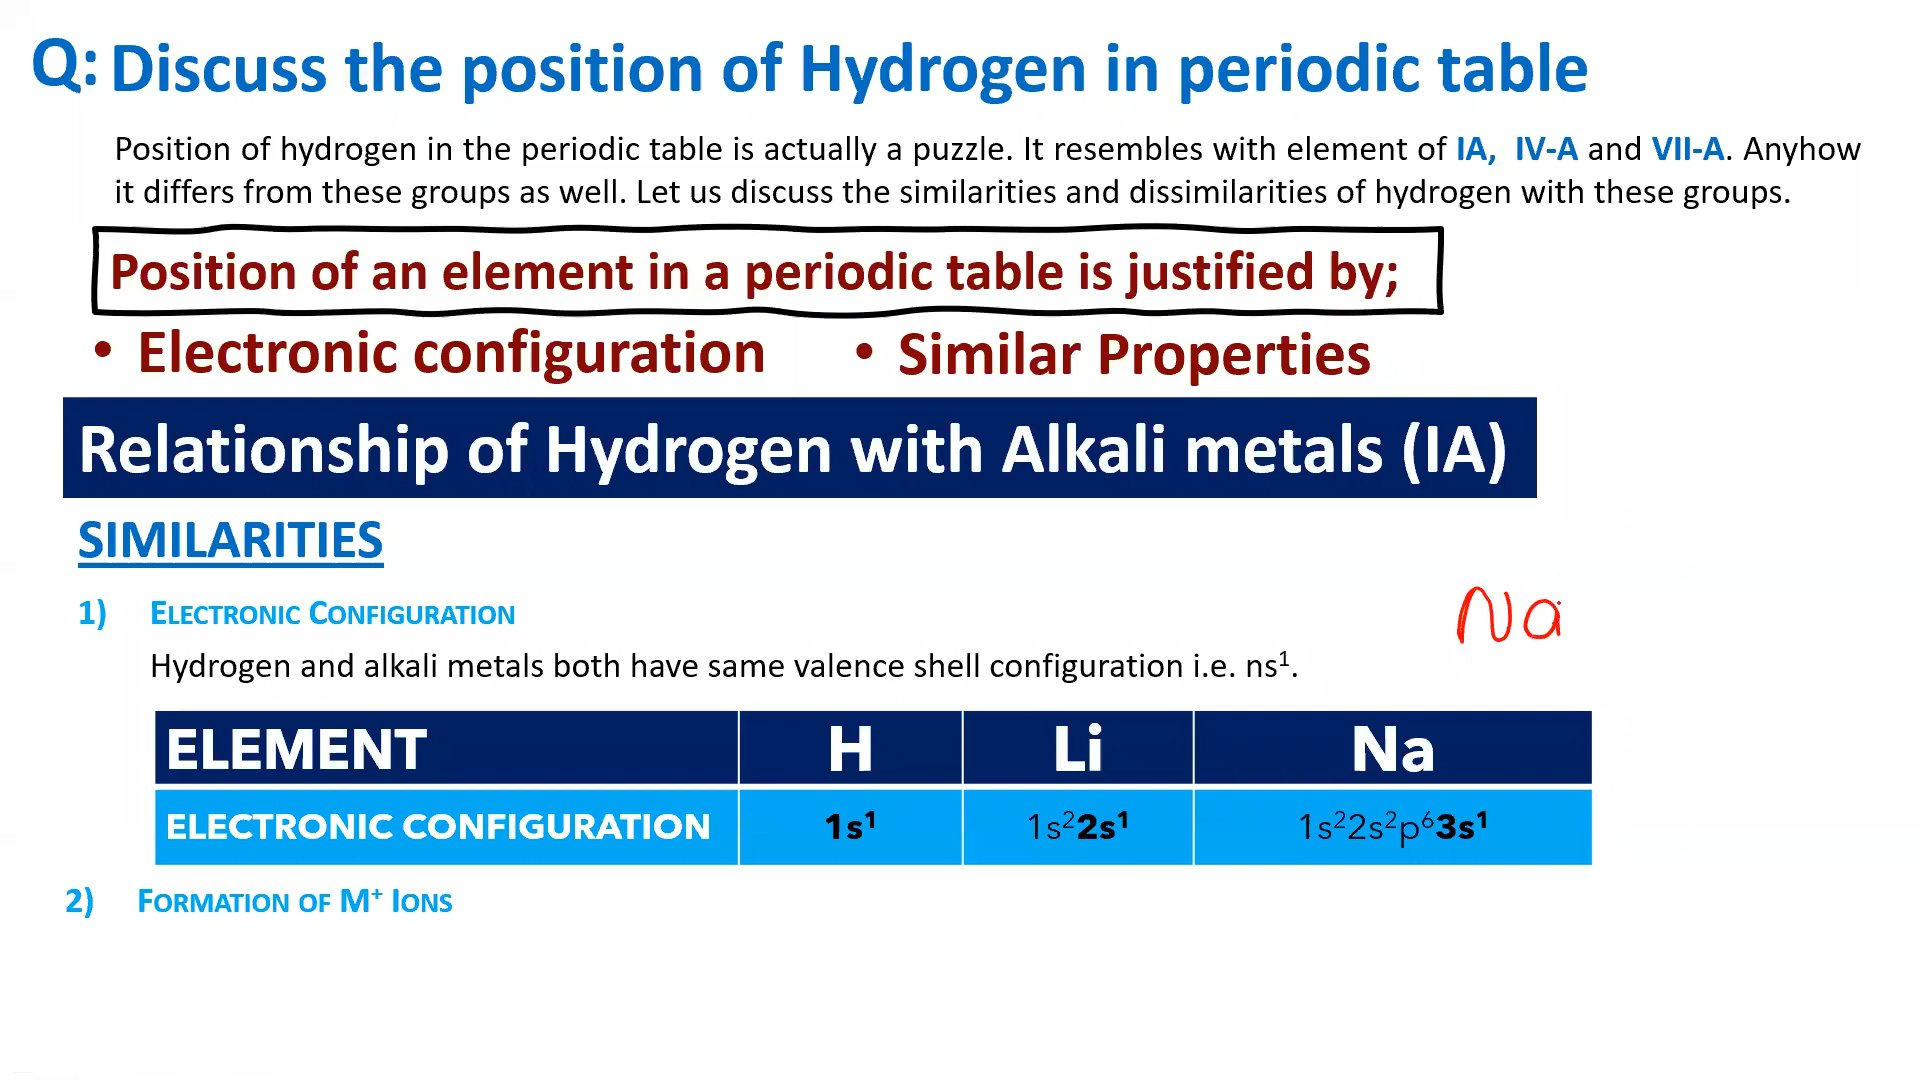 Q: Discuss the position of Hydrogen in periodic table
Position of hydrogen in the periodic table is actually a puzzle. It resembles with element of IA, IV-A and VII-A. Anyhow
it differs from these groups as well. Let us discuss the similarities and dissimilarities of hydrogen with these groups.
Position of an element in a periodic table is justified by;
• Electronic configuration • Similar Properties
Relationship of Hydrogen with Alkali metals (IA)
SIMILARITIES
1) ELECTRONIC CONFIGURATION
Na
Hydrogen and alkali metals both have same valence shell configuration i.e. ns¹.
ELEMENT H Li Na
ELECTRONIC CONFIGURATION 1s¹ 1s²2s¹ 1s²2s²p⁶3s¹
2) FORMATION OF M⁺ IONS